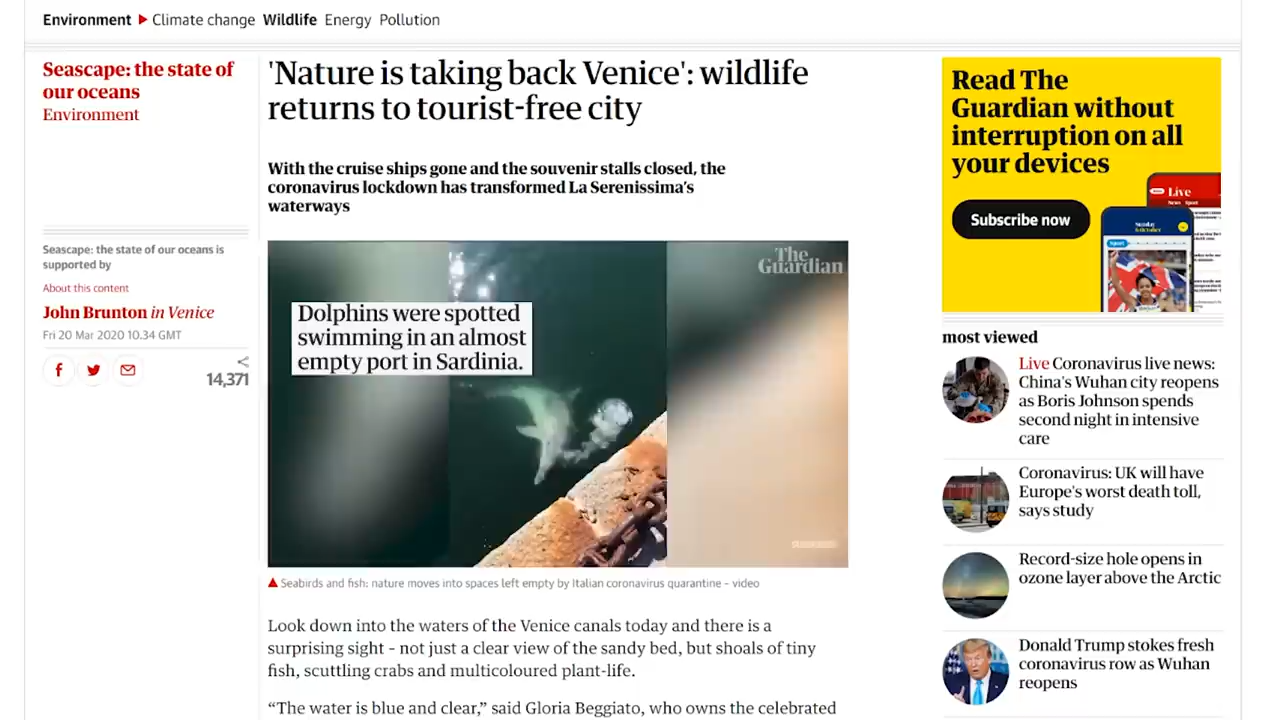 Environment Climate change Wildlife Energy Pollution
Seascape: the state of
our oceans
Environment
Seascape: the state of our oceans is
supported by
About this content
John Brunton in Venice
Fri 20 Mar 2020 10.34 GMT
14,371
'Nature is taking back Venice': wildlife
returns to tourist-free city
With the cruise ships gone and the souvenir stalls closed, the
coronavirus lockdown has transformed La Serenissima's
waterways
The
Guardian
Dolphins were spotted
swimming in an almost
empty port in Sardinia.
Seabirds and fish: nature moves into spaces left empty by Italian coronavirus quarantine – video
Look down into the waters of the Venice canals today and there is a
surprising sight - not just a clear view of the sandy bed, but shoals of tiny
fish, scuttling crabs and multicoloured plant-life.
“The water is blue and clear,” said Gloria Beggiato, who owns the celebrated
Read The
Guardian without
interruption on all
your devices
Subscribe now
Live
most viewed
Live Coronavirus live news:
China's Wuhan city reopens
as Boris Johnson spends
second night in intensive
care
Coronavirus: UK will have
Europe's worst death toll,
says study
Record-size hole opens in
ozone layer above the Arctic
Donald Trump stokes fresh
coronavirus row as Wuhan
reopens